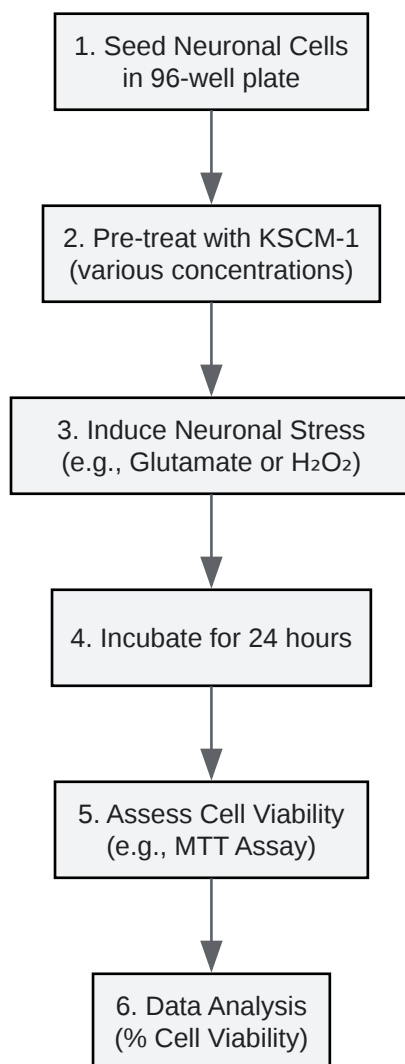 1. Seed Neuronal Cells
in 96-well plate
2. Pre-treat with KSCM-1
(various concentrations)
3. Induce Neuronal Stress
(e.g., Glutamate or H₂O₂)
4. Incubate for 24 hours
5. Assess Cell Viability
(e.g., MTT Assay)
6. Data Analysis
(% Cell Viability)